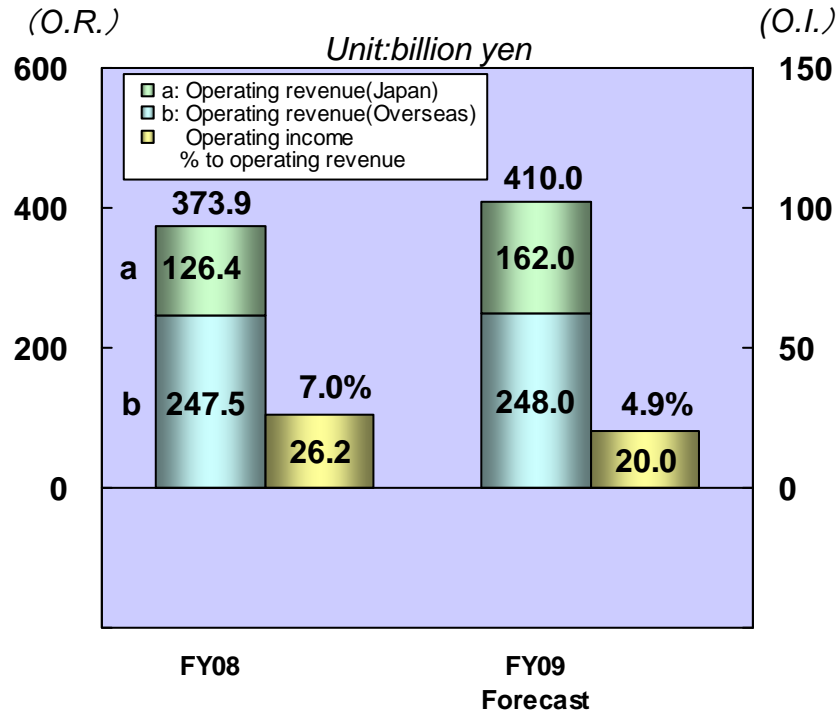 (O.R.)
(O.I.)
Unit:billion yen
600
150
a: Operating revenue(Japan)
b: Operating revenue(Overseas)
Operating income
% to operating revenue
373.9
410.0
400
100
a
126.4
162.0
200
50
b
247.5
7.0%
248.0
4.9%
26.2
20.0
0
0
FY08
FY09
Forecast